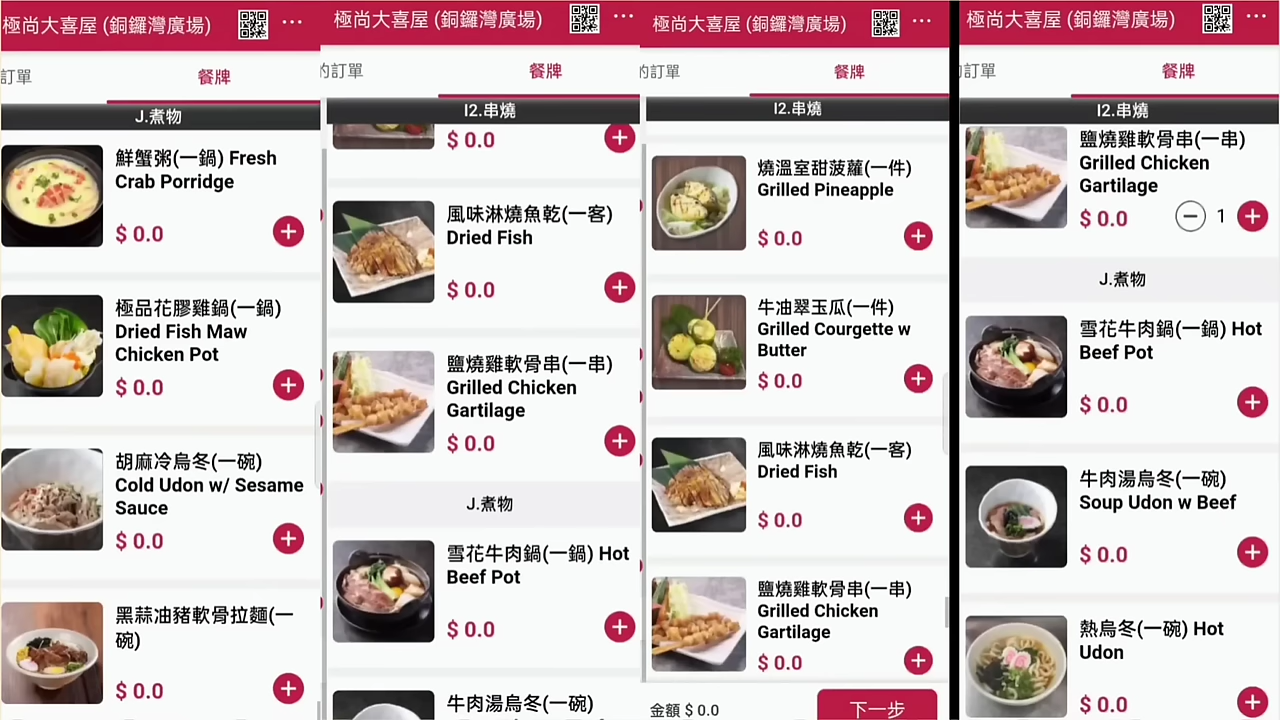 極尚大喜屋 (銅鑼灣廣場)
訂單
餐牌
J.煮物
鮮蟹粥(一鍋) Fresh
Crab Porridge
$ 0.0
極品花膠雞鍋(一鍋)
Dried Fish Maw
Chicken Pot
$ 0.0
胡麻冷烏冬(一碗)
Cold Udon w/ Sesame
Sauce
$ 0.0
黑蒜油豬軟骨拉麵(一
碗)
$ 0.0
極尚大喜屋 (銅鑼灣廣場)
的訂單
餐牌
I2.串燒
$ 0.0
風味淋燒魚乾(一客)
Dried Fish
$ 0.0
鹽燒雞軟骨串(一串)
Grilled Chicken
Gartilage
$ 0.0
J.煮物
雪花牛肉鍋(一鍋) Hot
Beef Pot
$ 0.0
牛肉湯烏冬(一碗)
極尚大喜屋 (銅鑼灣廣場)
的訂單
餐牌
I2.串燒
燒溫室甜菠蘿(一件)
Grilled Pineapple
$ 0.0
牛油翠玉瓜(一件)
Grilled Courgette w
Butter
$ 0.0
風味淋燒魚乾(一客)
Dried Fish
$ 0.0
鹽燒雞軟骨串(一串)
Grilled Chicken
Gartilage
$ 0.0
金額 $ 0.0
下一步
極尚大喜屋 (銅鑼灣廣場)
訂單
餐牌
I2.串燒
鹽燒雞軟骨串(一串)
Grilled Chicken
Gartilage
$ 0.0
1
J.煮物
雪花牛肉鍋(一鍋) Hot
Beef Pot
$ 0.0
牛肉湯烏冬(一碗)
Soup Udon w Beef
$ 0.0
熱烏冬(一碗) Hot
Udon
$ 0.0